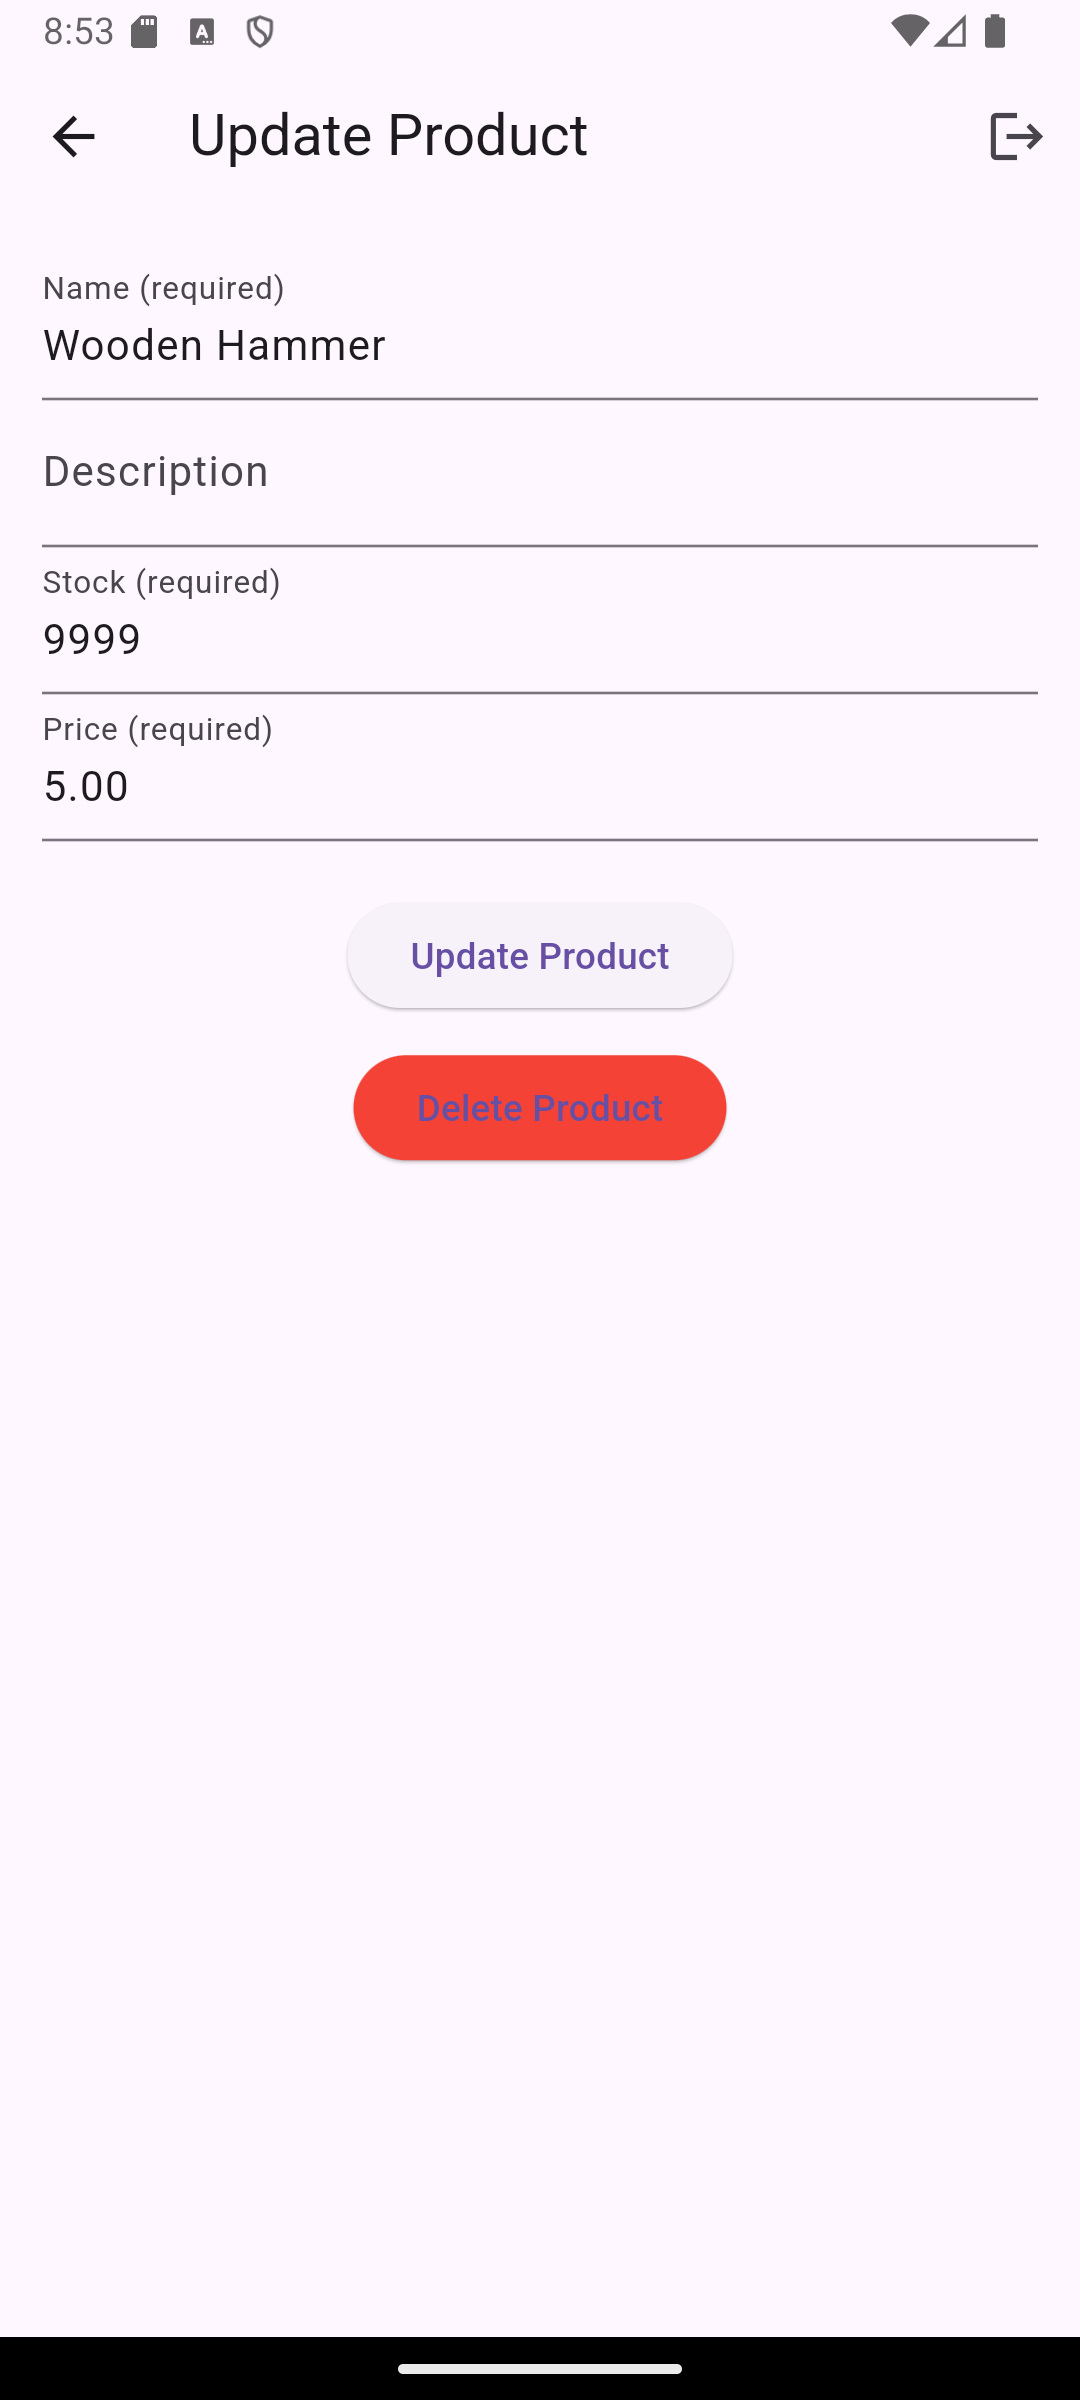 8:53
Update Product
Name (required)
Wooden Hammer
Description
Stock (required)
9999
Price (required)
5.00
Update Product
Delete Product